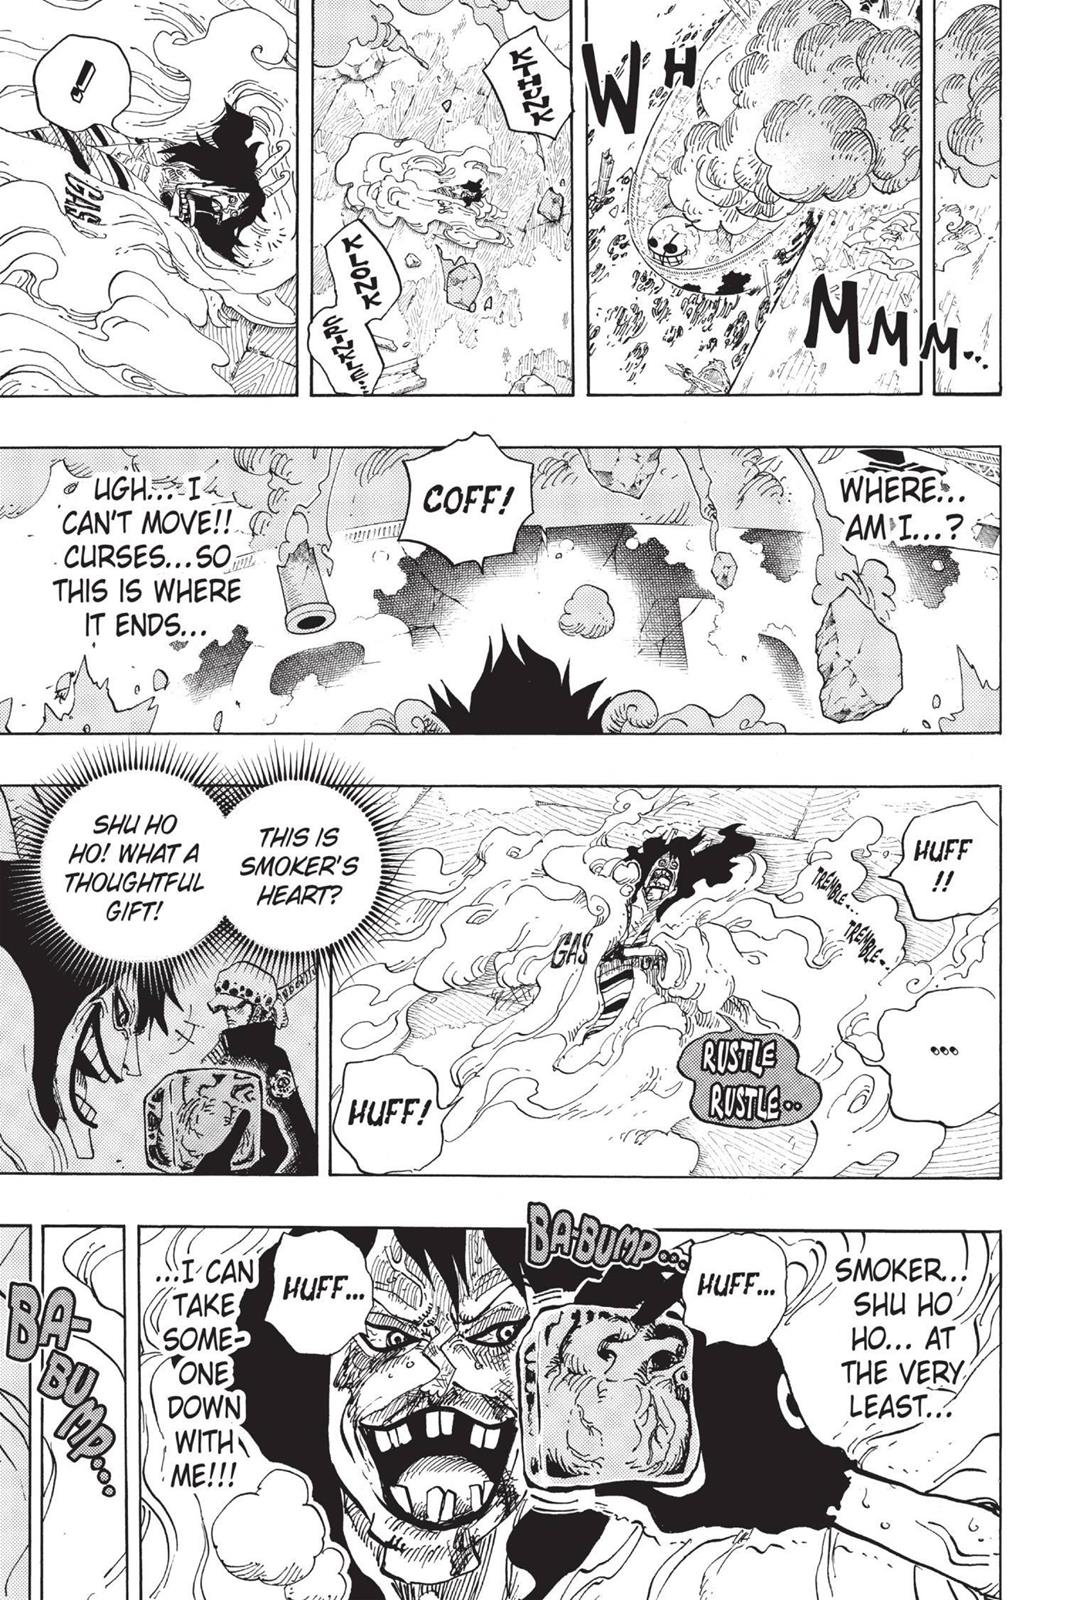 WHMMM...
KTHUNK
KLONK
CRINKLE...
!
GAS
WHERE...
AM I...?
COFF!
UGH... I
CAN'T MOVE!!
CURSES...SO
THIS IS WHERE
IT ENDS...
HUFF
!!
TREMBLE...
TREMBLE...
...
GAS
RUSTLE
RUSTLE...
HUFF!
THIS IS
SMOKER'S
HEART?
SHU HO
HO! WHAT A
THOUGHTFUL
GIFT!
SMOKER...
SHU HO
HO... AT
THE VERY
LEAST...
HUFF...
BA-BUMP...
HUFF...
...I CAN
TAKE
SOME-
ONE
DOWN
WITH
ME!!!
BA-
BUMP...